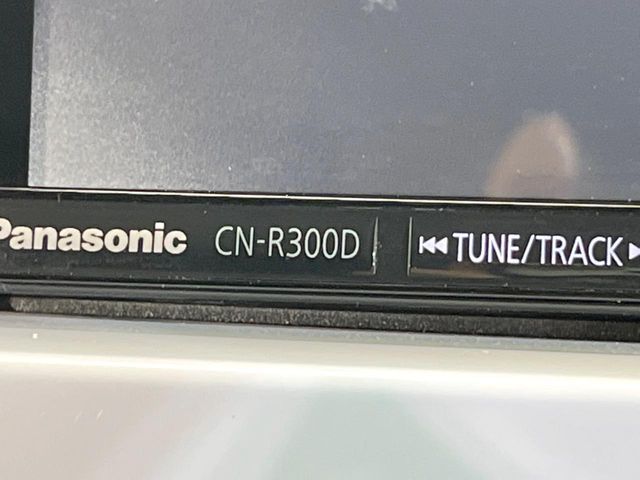 Panasonic CN-R300D ⏮ TUNE/TRACK